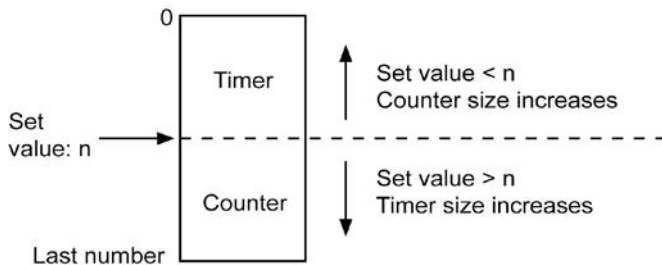 0
Timer
Set value < n
Counter size increases
Set
value: n
Counter
Set value > n
Timer size increases
Last number